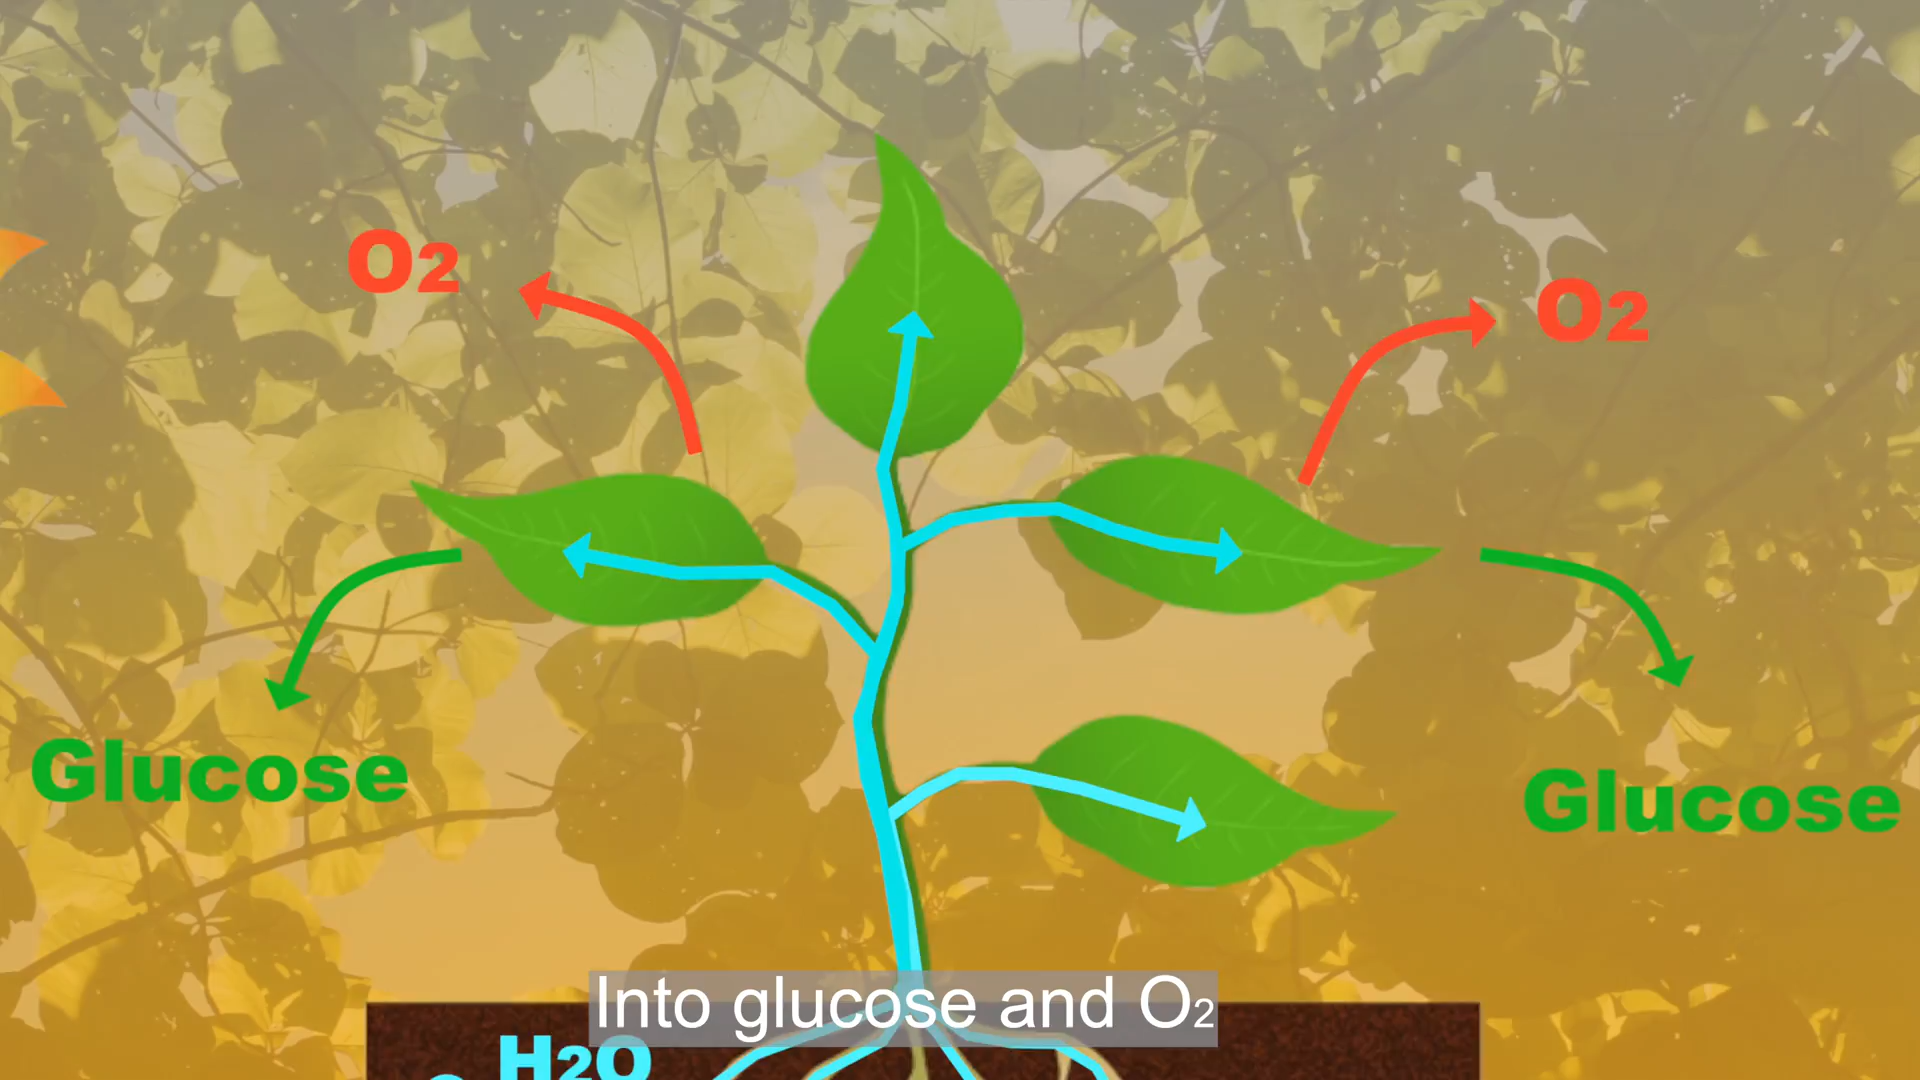 O2
O2
Glucose
Glucose
Into glucose and O₂
H2O